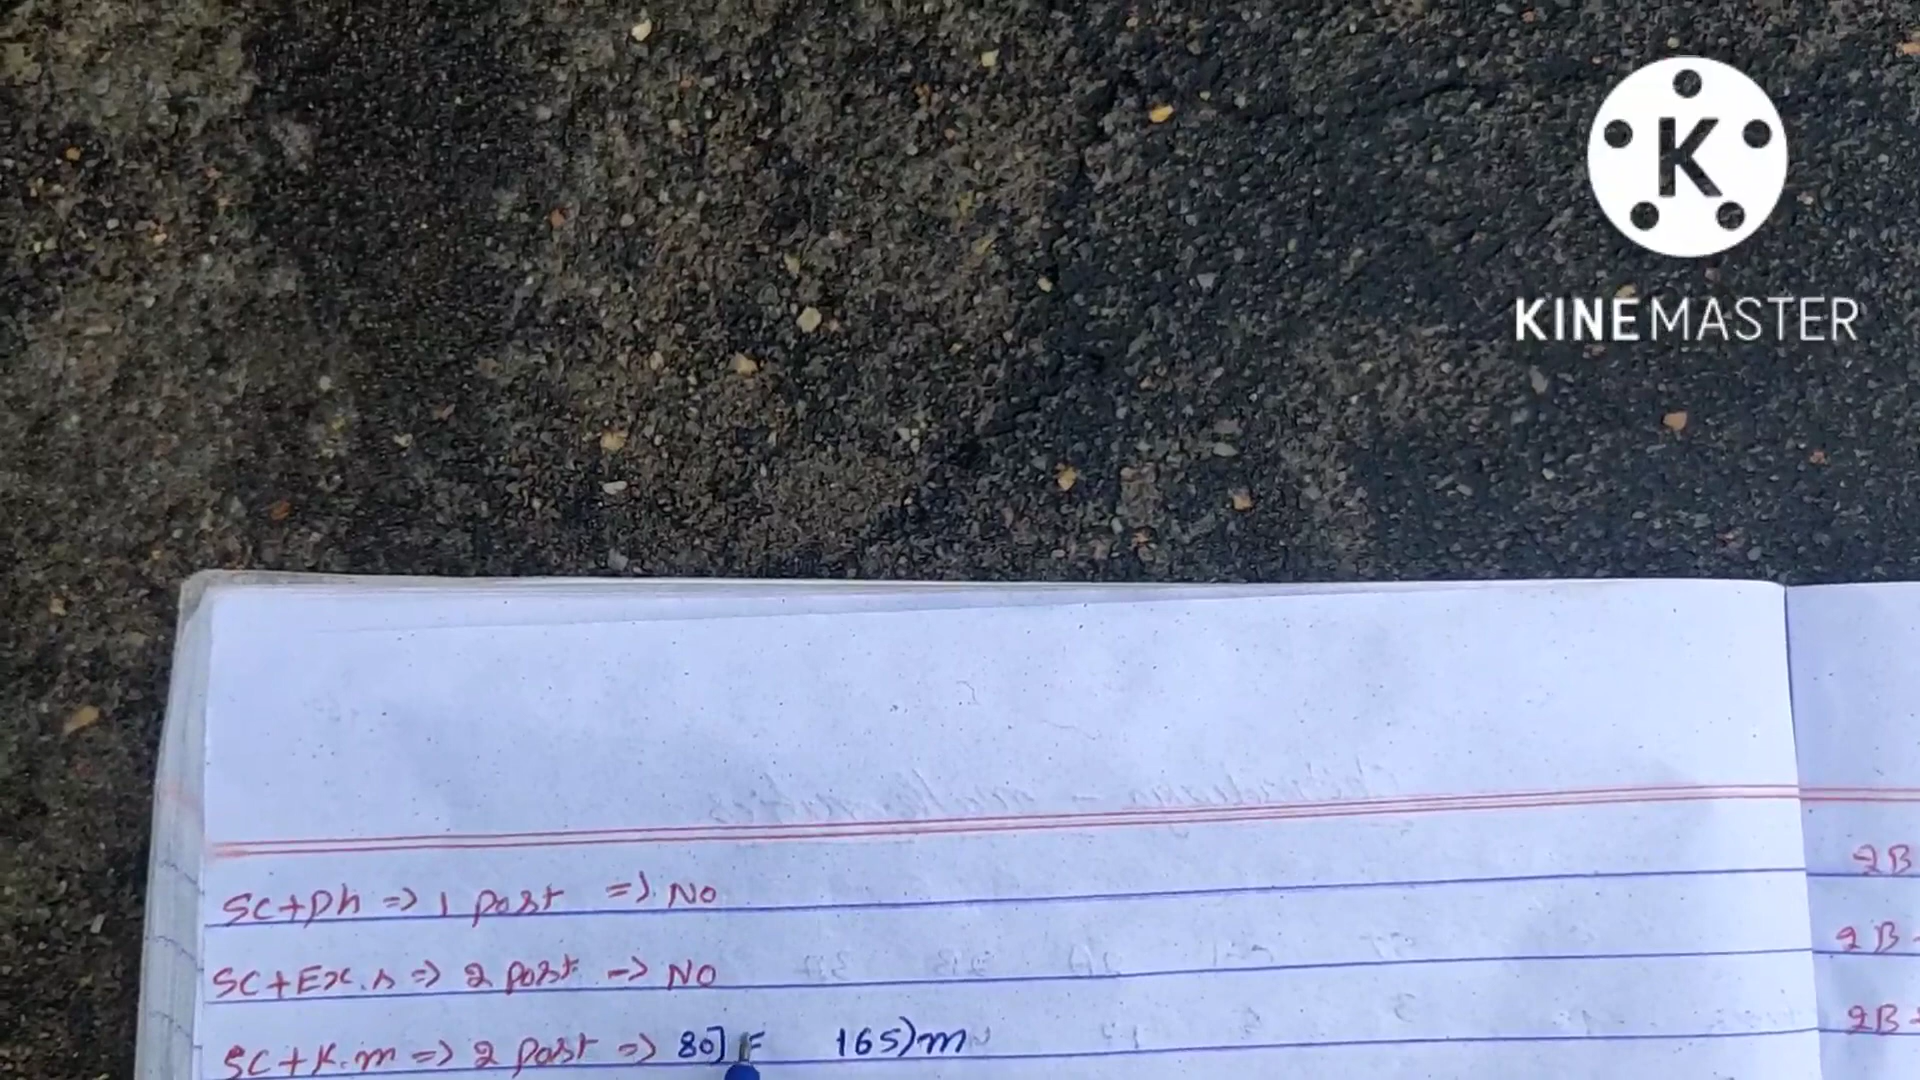 K
KINEMASTER
SC+Ph => 1 post => NO
SC+Ex.s => 2 post -> NO
SC+K.m => 2 post => 80]F 165)m
2B
2B
2B